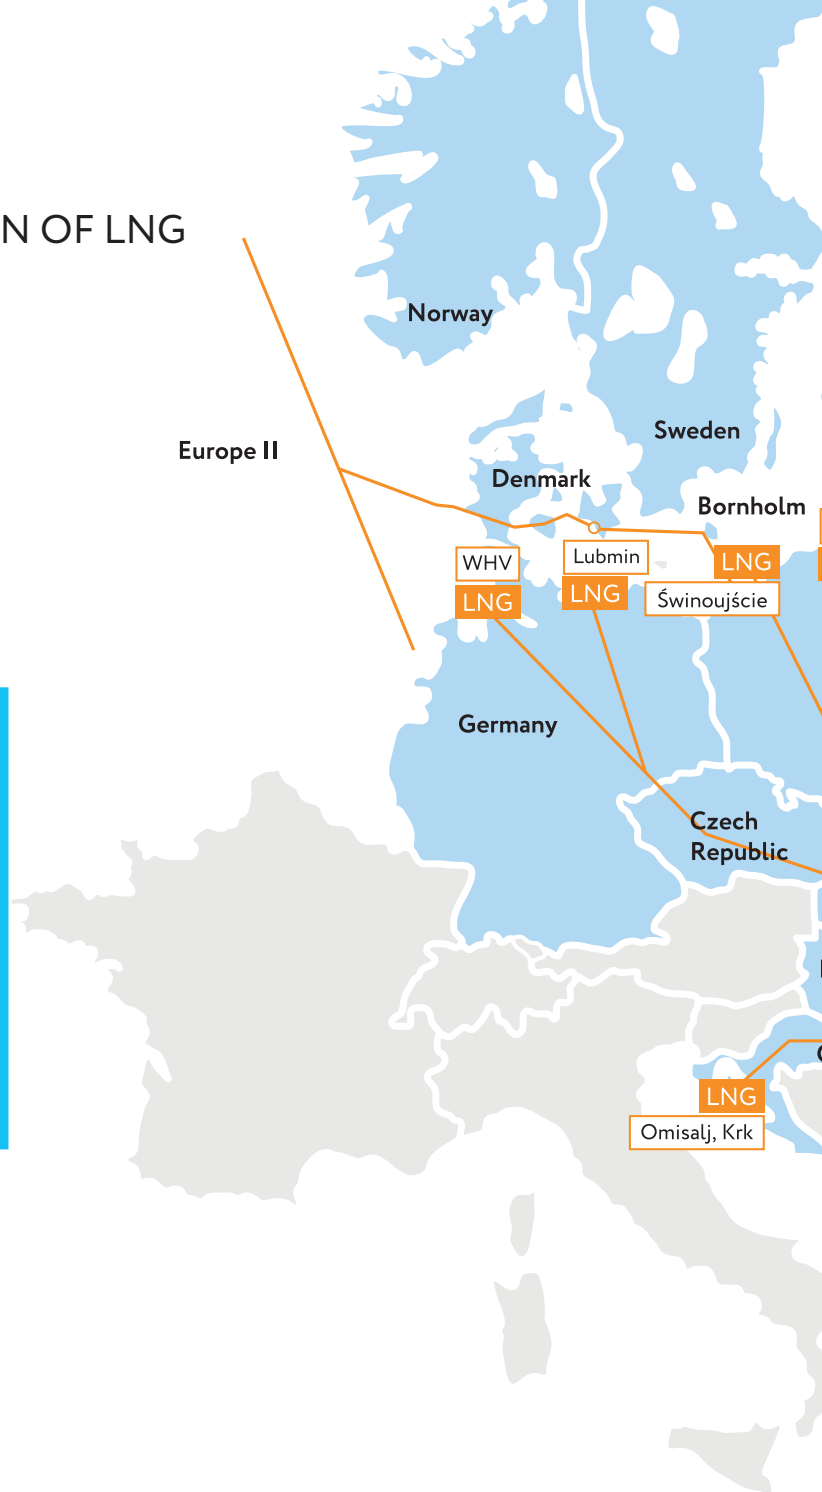 N OF LNG
Norway
Sweden
Europe II
Denmark
Bornholm
WHV
LNG
Lubmin
LNG
LNG
Świnoujście
Germany
Czech
Republic
LNG
Omisalj, Krk